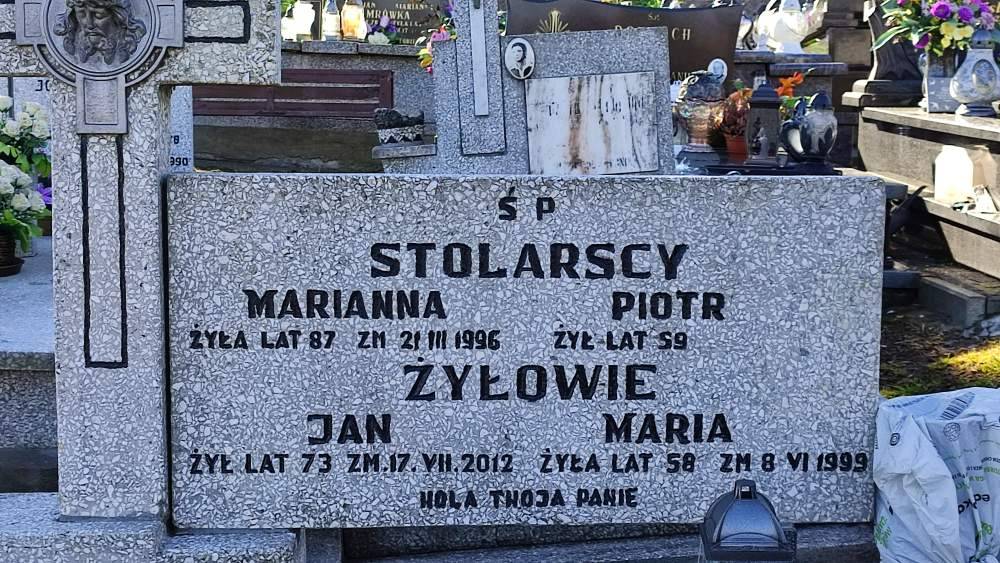 MRÓWKA
Ś P
STOLARSCY
MARIANNA PIOTR
ŻYŁA LAT 87 ZM 21 III 1996 ŻYŁ LAT 59
ŻYŁOWIE
JAN MARIA
ŻYŁ LAT 73 ZM.17.VII.2012 ŻYŁA LAT 58 ZM 8 VI 1999
WOLA TWOJA PANIE